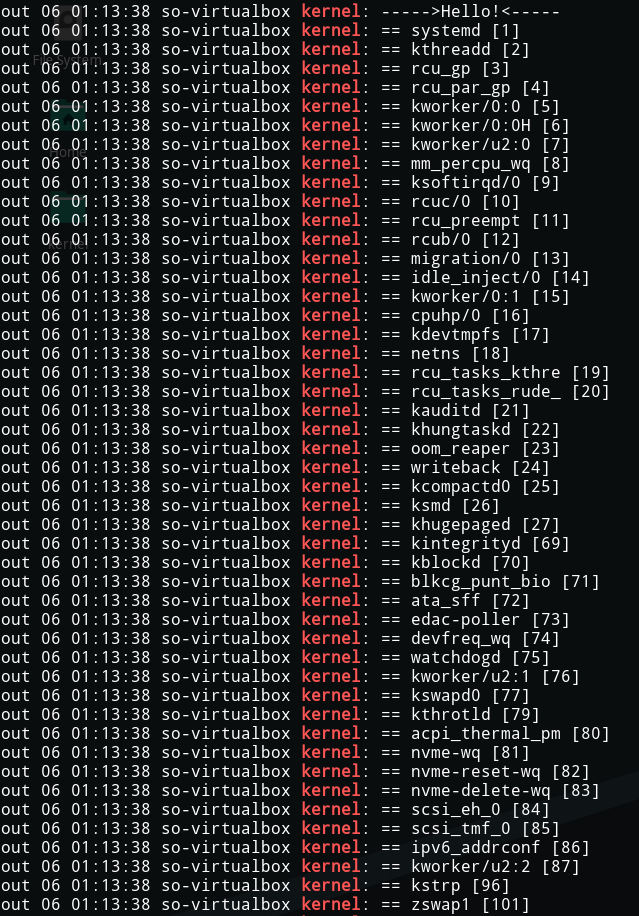 out 06 01:13:38 so-virtualbox kernel: ----->Hello!<-----
out 06 01:13:38 so-virtualbox kernel: == systemd [1]
out 06 01:13:38 so-virtualbox kernel: == kthreadd [2]
out 06 01:13:38 so-virtualbox kernel: == rcu_gp [3]
out 06 01:13:38 so-virtualbox kernel: == rcu_par_gp [4]
out 06 01:13:38 so-virtualbox kernel: == kworker/0:0 [5]
out 06 01:13:38 so-virtualbox kernel: == kworker/0:0H [6]
out 06 01:13:38 so-virtualbox kernel: == kworker/u2:0 [7]
out 06 01:13:38 so-virtualbox kernel: == mm_percpu_wq [8]
out 06 01:13:38 so-virtualbox kernel: == ksoftirqd/0 [9]
out 06 01:13:38 so-virtualbox kernel: == rcuc/0 [10]
out 06 01:13:38 so-virtualbox kernel: == rcu_preempt [11]
out 06 01:13:38 so-virtualbox kernel: == rcub/0 [12]
out 06 01:13:38 so-virtualbox kernel: == migration/0 [13]
out 06 01:13:38 so-virtualbox kernel: == idle_inject/0 [14]
out 06 01:13:38 so-virtualbox kernel: == kworker/0:1 [15]
out 06 01:13:38 so-virtualbox kernel: == cpuhp/0 [16]
out 06 01:13:38 so-virtualbox kernel: == kdevtmpfs [17]
out 06 01:13:38 so-virtualbox kernel: == netns [18]
out 06 01:13:38 so-virtualbox kernel: == rcu_tasks_kthre [19]
out 06 01:13:38 so-virtualbox kernel: == rcu_tasks_rude_ [20]
out 06 01:13:38 so-virtualbox kernel: == kauditd [21]
out 06 01:13:38 so-virtualbox kernel: == khungtaskd [22]
out 06 01:13:38 so-virtualbox kernel: == oom_reaper [23]
out 06 01:13:38 so-virtualbox kernel: == writeback [24]
out 06 01:13:38 so-virtualbox kernel: == kcompactd0 [25]
out 06 01:13:38 so-virtualbox kernel: == ksmd [26]
out 06 01:13:38 so-virtualbox kernel: == khugepaged [27]
out 06 01:13:38 so-virtualbox kernel: == kintegrityd [69]
out 06 01:13:38 so-virtualbox kernel: == kblockd [70]
out 06 01:13:38 so-virtualbox kernel: == blkcg_punt_bio [71]
out 06 01:13:38 so-virtualbox kernel: == ata_sff [72]
out 06 01:13:38 so-virtualbox kernel: == edac-poller [73]
out 06 01:13:38 so-virtualbox kernel: == devfreq_wq [74]
out 06 01:13:38 so-virtualbox kernel: == watchdogd [75]
out 06 01:13:38 so-virtualbox kernel: == kworker/u2:1 [76]
out 06 01:13:38 so-virtualbox kernel: == kswapd0 [77]
out 06 01:13:38 so-virtualbox kernel: == kthrotld [79]
out 06 01:13:38 so-virtualbox kernel: == acpi_thermal_pm [80]
out 06 01:13:38 so-virtualbox kernel: == nvme-wq [81]
out 06 01:13:38 so-virtualbox kernel: == nvme-reset-wq [82]
out 06 01:13:38 so-virtualbox kernel: == nvme-delete-wq [83]
out 06 01:13:38 so-virtualbox kernel: == scsi_eh_0 [84]
out 06 01:13:38 so-virtualbox kernel: == scsi_tmf_0 [85]
out 06 01:13:38 so-virtualbox kernel: == ipv6_addrconf [86]
out 06 01:13:38 so-virtualbox kernel: == kworker/u2:2 [87]
out 06 01:13:38 so-virtualbox kernel: == kstrp [96]
out 06 01:13:38 so-virtualbox kernel: == zswap1 [101]
File System
Home
kernel